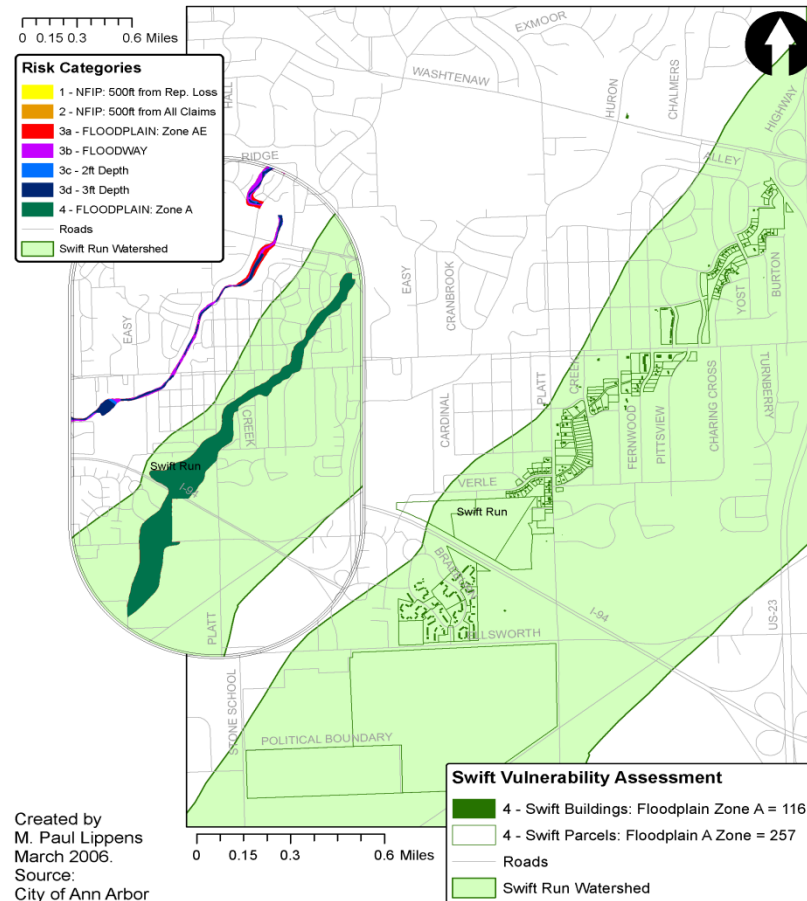 0 0.15 0.3 0.6 Miles
Risk Categories
1 - NFIP: 500ft from Rep. Loss
2 - NFIP: 500ft from All Claims
3a - FLOODPLAIN: Zone AE
3b - FLOODWAY
3c - 2ft Depth
3d - 3ft Depth
4 - FLOODPLAIN: Zone A
Roads
Swift Run Watershed
HALL
RIDGE
EASY
CREEK
Swift Run
I-94
PLATT
EXMOOR
WASHTENAW
HURON
CHALMERS
HIGHWAY
ALLEY
EASY
CRANBROOK
YOST
BURTON
CARDINAL
PLATT
CREEK
FERNWOOD
PITTSVIEW
CHARING CROSS
TURNBERRY
VERLE
Swift Run
I-94
US-23
ELLSWORTH
STONE SCHOOL
POLITICAL BOUNDARY
Swift Vulnerability Assessment
4 - Swift Buildings: Floodplain Zone A = 116
4 - Swift Parcels: Floodplain A Zone = 257
Roads
Swift Run Watershed
Created by
M. Paul Lippens
March 2006.
Source:
City of Ann Arbor
0 0.15 0.3 0.6 Miles